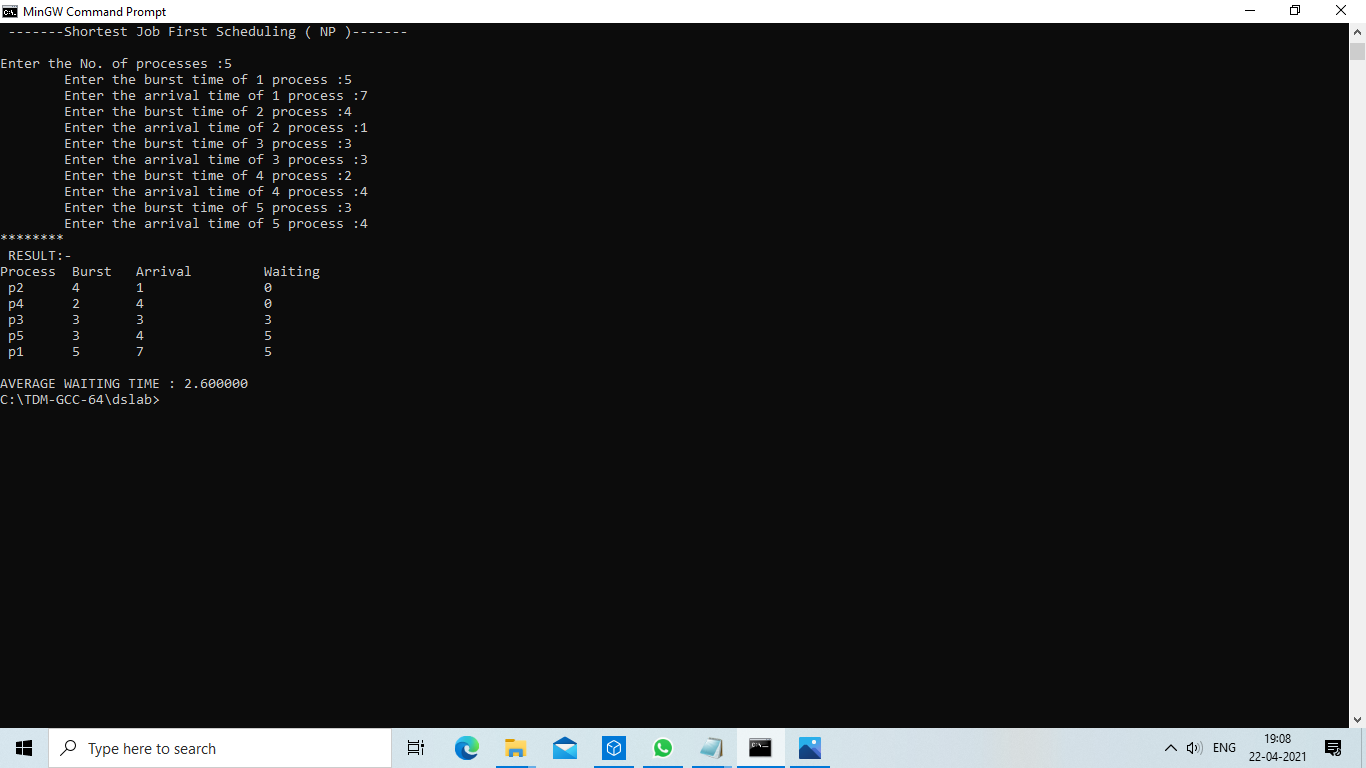 MinGW Command Prompt
-------Shortest Job First Scheduling ( NP )-------
Enter the No. of processes :5
Enter the burst time of 1 process :5
Enter the arrival time of 1 process :7
Enter the burst time of 2 process :4
Enter the arrival time of 2 process :1
Enter the burst time of 3 process :3
Enter the arrival time of 3 process :3
Enter the burst time of 4 process :2
Enter the arrival time of 4 process :4
Enter the burst time of 5 process :3
Enter the arrival time of 5 process :4
********
RESULT:-
Process Burst Arrival Waiting
p2 4 1 0
p4 2 4 0
p3 3 3 3
p5 3 4 5
p1 5 7 5
AVERAGE WAITING TIME : 2.600000
C:\TDM-GCC-64\dslab>
Type here to search
ENG
19:08
22-04-2021